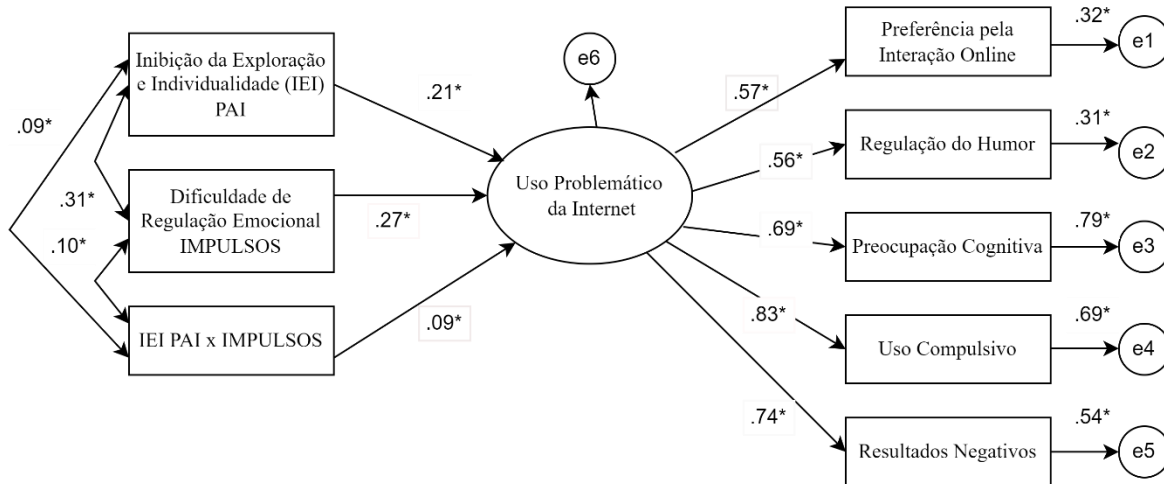 Inibição da Exploração
e Individualidade (IEI)
PAI
.09*
.31*
.10*
Dificuldade de
Regulação Emocional
IMPULSOS
IEI PAI x IMPULSOS
.21*
.27*
.09*
e6
Uso Problemático
da Internet
.57*
.56*
.69*
.83*
.74*
Preferência pela
Interação Online
.32*
e1
Regulação do Humor
.31*
e2
Preocupação Cognitiva
.79*
e3
Uso Compulsivo
.69*
e4
Resultados Negativos
.54*
e5